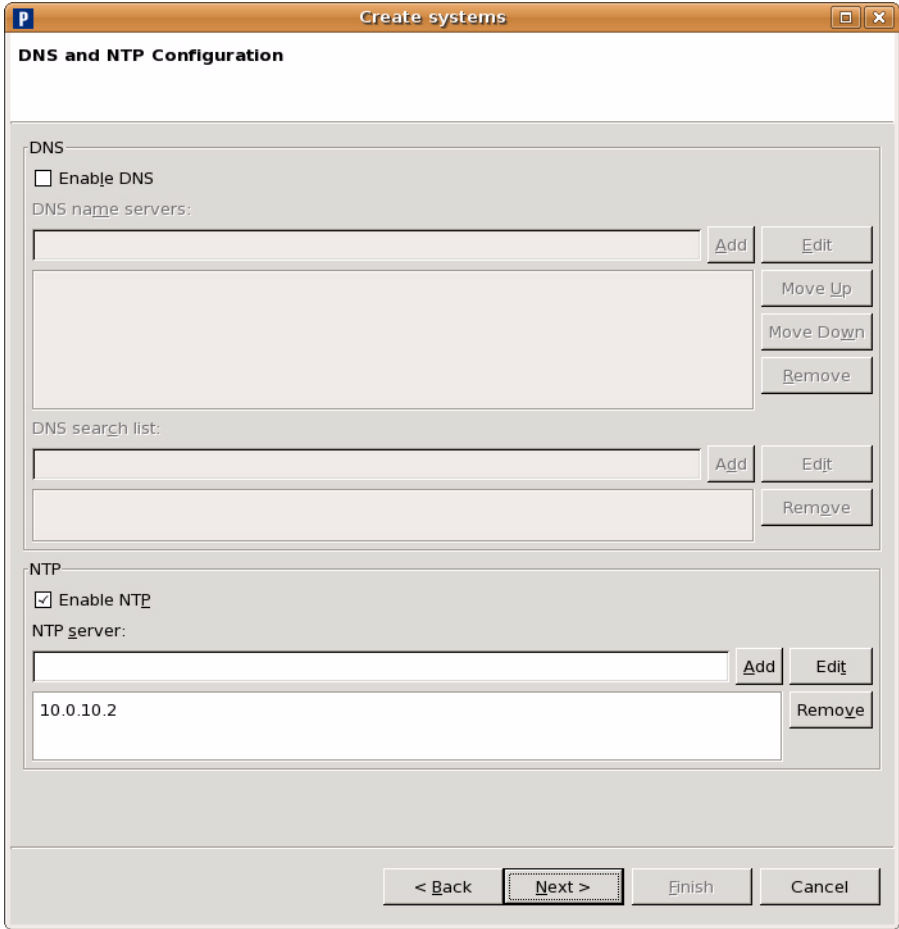 P Create systems
DNS and NTP Configuration
DNS
Enable DNS
DNS name servers:
Add Edit
Move Up
Move Down
Remove
DNS search list:
Add Edit
Remove
NTP
Enable NTP
NTP server:
Add Edit
10.0.10.2 Remove
< Back Next > Finish Cancel